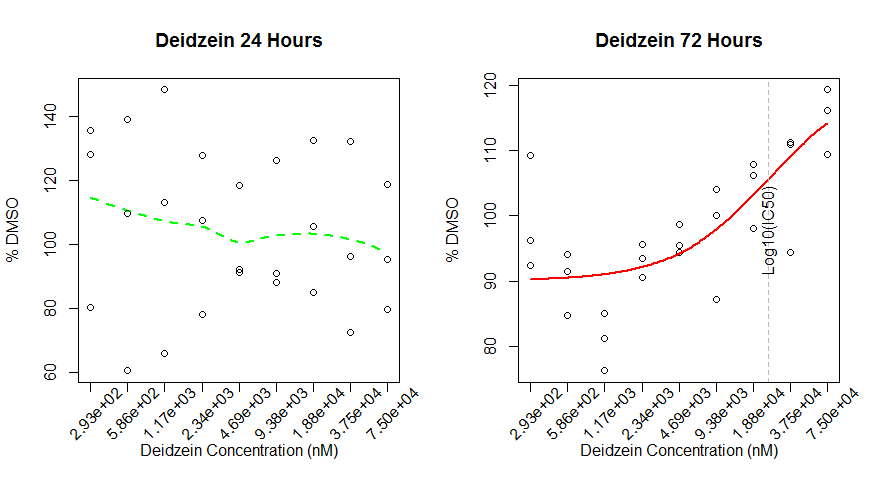 Deidzein 24 Hours
% DMSO
60
80
100
120
140
2.93e+02
5.86e+02
1.17e+03
2.34e+03
4.69e+03
9.38e+03
1.88e+04
3.75e+04
7.50e+04
Deidzein Concentration (nM)
Deidzein 72 Hours
% DMSO
80
90
100
110
120
Log10(IC50)
2.93e+02
5.86e+02
1.17e+03
2.34e+03
4.69e+03
9.38e+03
1.88e+04
3.75e+04
7.50e+04
Deidzein Concentration (nM)